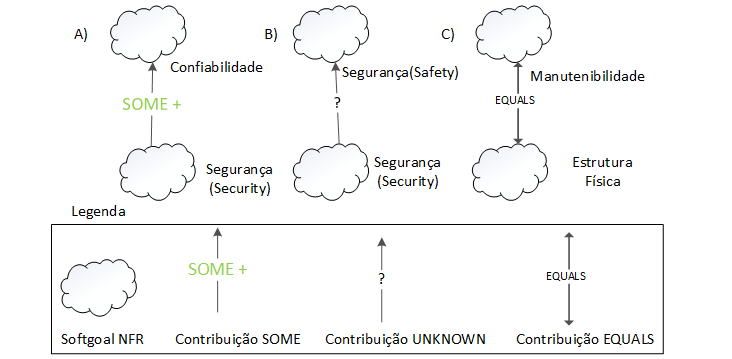 A)
B)
C)
Confiabilidade
Segurança(Safety)
Manutenibilidade
SOME +
?
EQUALS
Segurança
(Security)
Segurança
(Security)
Estrutura
Física
Legenda
SOME +
?
EQUALS
Softgoal NFR
Contribuição SOME
Contribuição UNKNOWN
Contribuição EQUALS